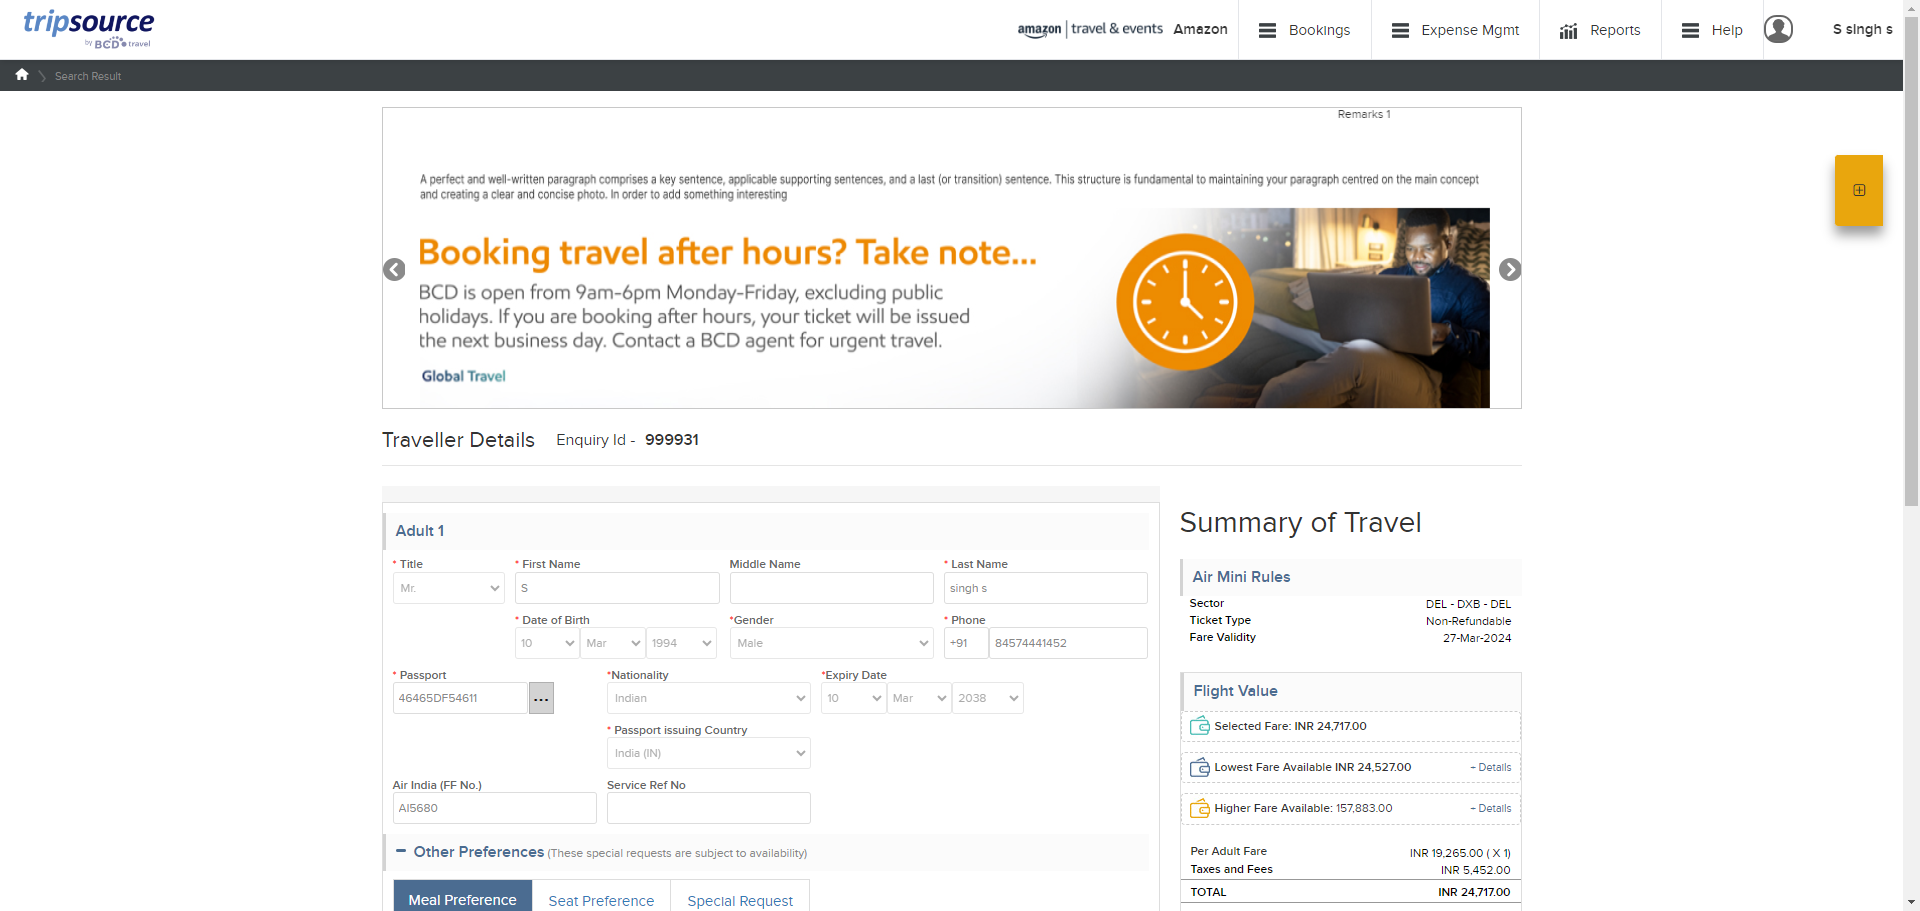 tripsource
by BCD travel
amazon | travel & events Amazon
Bookings
Expense Mgmt
Reports
Help
S singh s
Search Result
Remarks 1
A perfect and well-written paragraph comprises a key sentence, applicable supporting sentences, and a last (or transition) sentence. This structure is fundamental to maintaining your paragraph centred on the main concept
and creating a clear and concise photo. In order to add something interesting
Booking travel after hours? Take note...
BCD is open from 9am-6pm Monday-Friday, excluding public
holidays. If you are booking after hours, your ticket will be issued
the next business day. Contact a BCD agent for urgent travel.
Global Travel
Traveller Details Enquiry Id - 999931
Adult 1
* Title * First Name Middle Name * Last Name
Mr. S singh s
* Date of Birth *Gender * Phone
10 Mar 1994 Male +91 84574441452
* Passport *Nationality *Expiry Date
46465DF54611 ... Indian 10 Mar 2038
* Passport issuing Country
India (IN)
Air India (FF No.) Service Ref No
AI5680
− Other Preferences (These special requests are subject to availability)
Meal Preference Seat Preference Special Request
Summary of Travel
Air Mini Rules
Sector DEL - DXB - DEL
Ticket Type Non-Refundable
Fare Validity 27-Mar-2024
Flight Value
Selected Fare: INR 24,717.00
Lowest Fare Available INR 24,527.00 + Details
Higher Fare Available: 157,883.00 + Details
Per Adult Fare INR 19,265.00 ( X 1)
Taxes and Fees INR 5,452.00
TOTAL INR 24,717.00